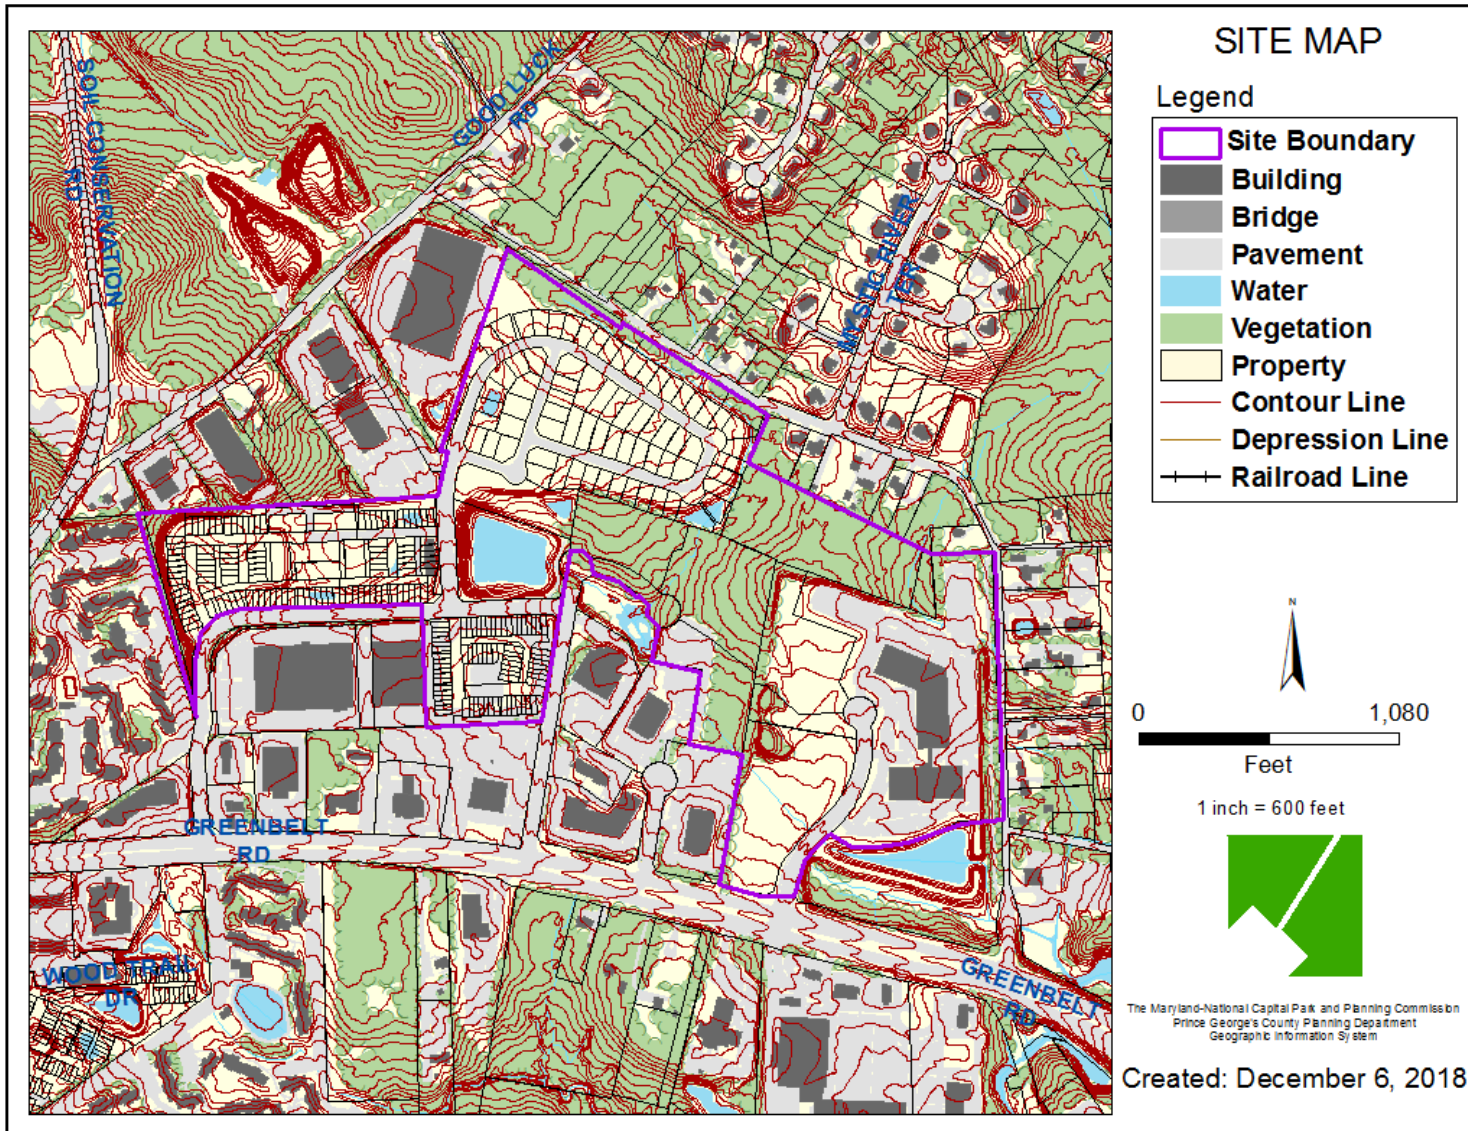 SOIL CONSERVATION
RD
GOOD LUCK
RD
MYSTIC RIVER
TER
GREENBELT
RD
WOOD TRAIL
DR
GREENBELT
RD
SITE MAP
Legend
Site Boundary
Building
Bridge
Pavement
Water
Vegetation
Property
Contour Line
Depression Line
Railroad Line
N
0 1,080
Feet
1 inch = 600 feet
The Maryland-National Capital Park and Planning Commission
Prince George's County Planning Department
Geographic Information System
Created: December 6, 2018